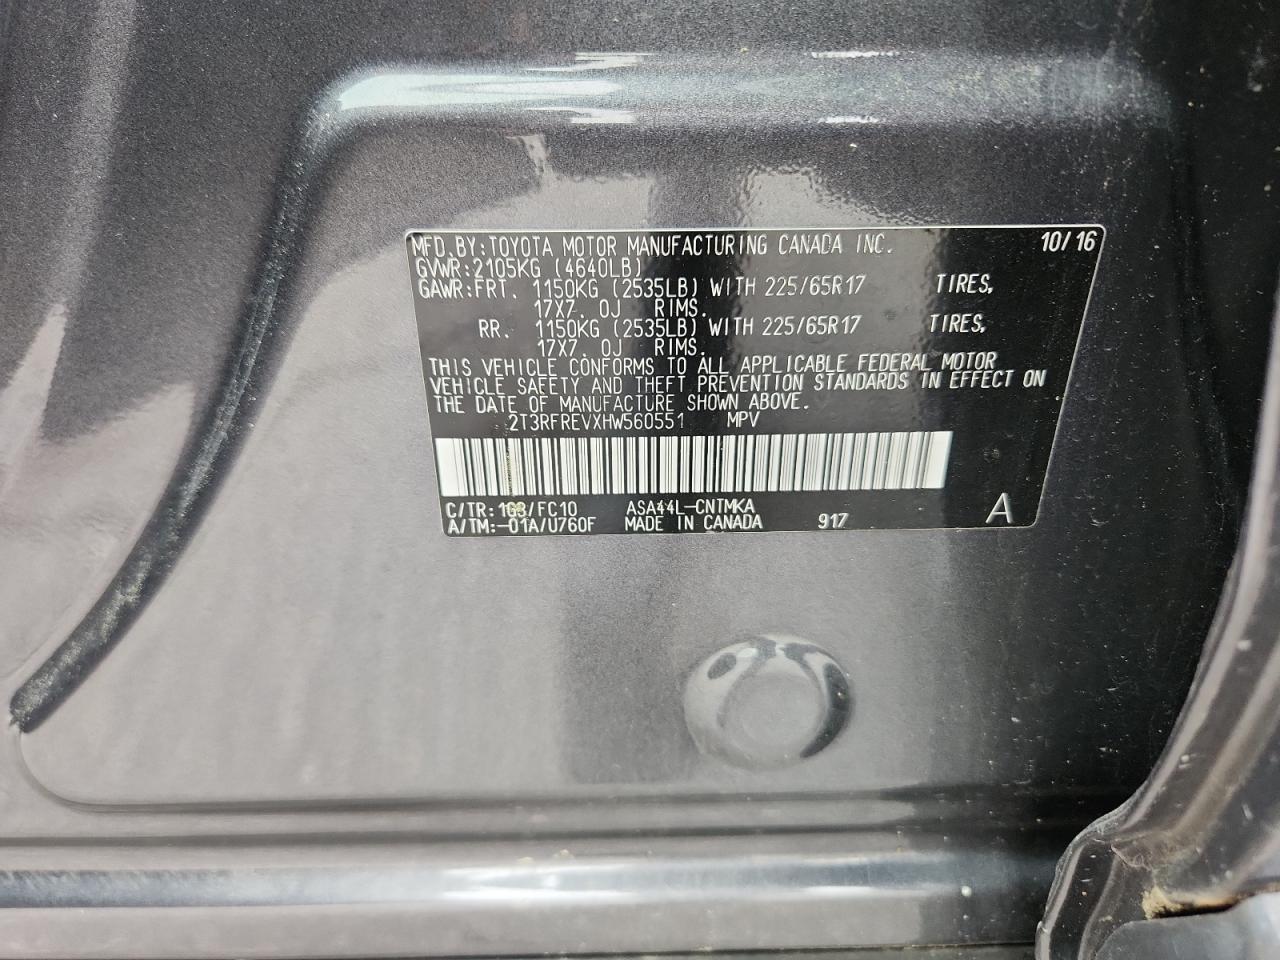 MFD.BY:TOYOTA MOTOR MANUFACTURING CANADA INC. 10/16
GVWR:2105KG (4640LB)
GAWR:FRT. 1150KG (2535LB) WITH 225/65R17 TIRES,
17X7.0J RIMS.
RR. 1150KG (2535LB) WITH 225/65R17 TIRES,
17X7.0J RIMS.
THIS VEHICLE CONFORMS TO ALL APPLICABLE FEDERAL MOTOR
VEHICLE SAFETY AND THEFT PREVENTION STANDARDS IN EFFECT ON
THE DATE OF MANUFACTURE SHOWN ABOVE.
2T3RFREVXHW560551 MPV
C/TR:1G3/FC10 ASA44L-CNTMKA
A/TM:-01A/U760F MADE IN CANADA 917 A